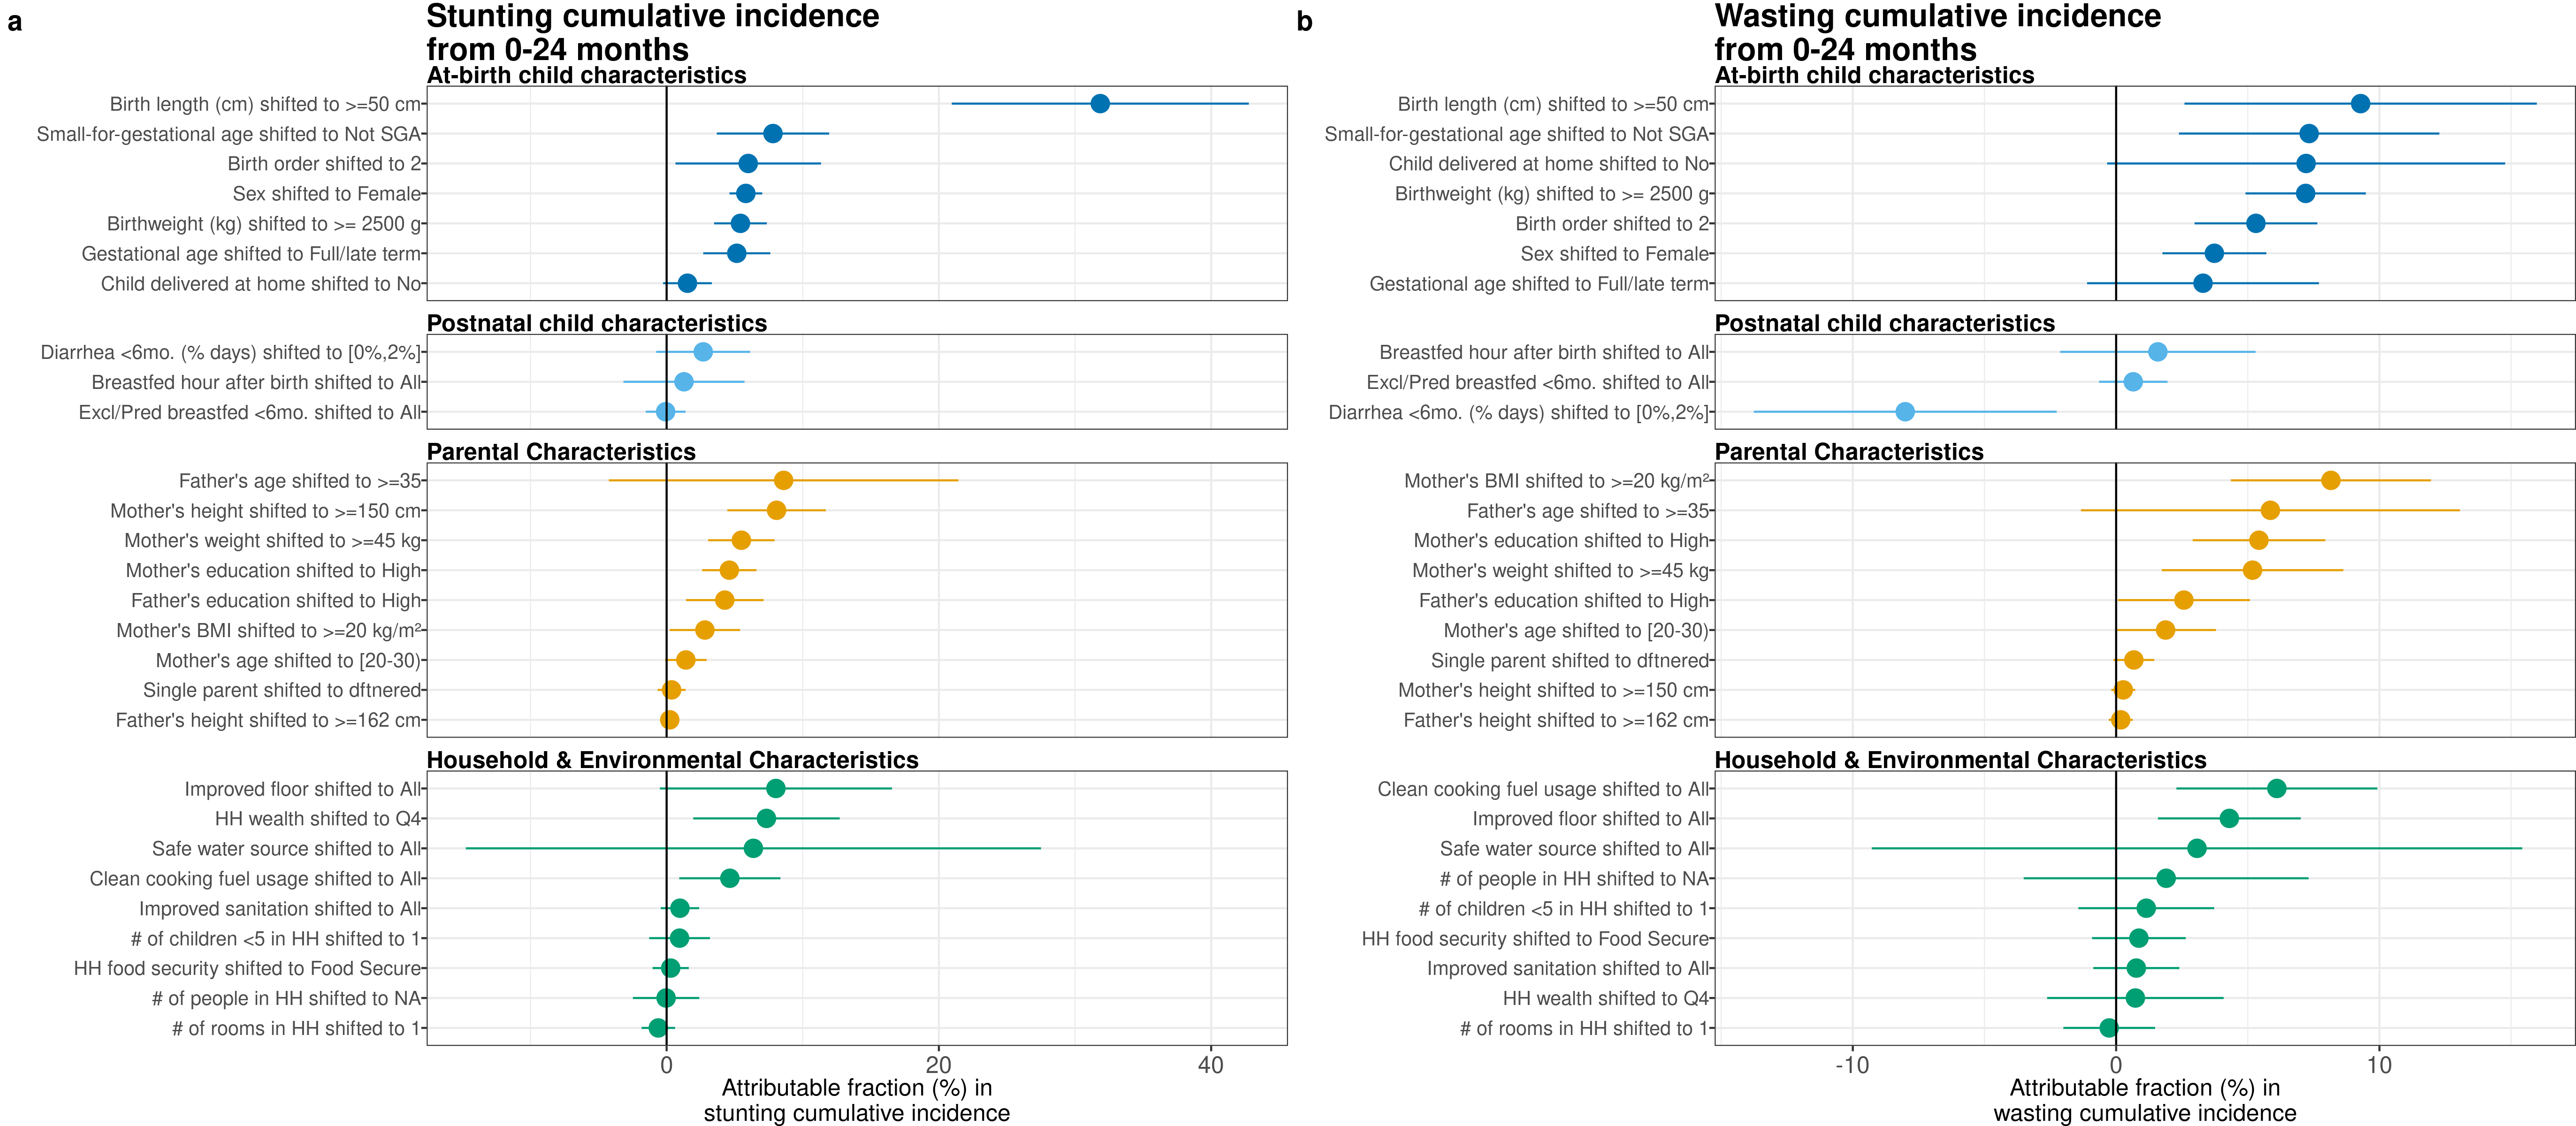 a
Stunting cumulative incidence
from 0-24 months
At-birth child characteristics
Birth length (cm) shifted to >=50 cm
Small-for-gestational age shifted to Not SGA
Birth order shifted to 2
Sex shifted to Female
Birthweight (kg) shifted to >= 2500 g
Gestational age shifted to Full/late term
Child delivered at home shifted to No
Postnatal child characteristics
Diarrhea <6mo. (% days) shifted to [0%,2%]
Breastfed hour after birth shifted to All
Excl/Pred breastfed <6mo. shifted to All
Parental Characteristics
Father's age shifted to >=35
Mother's height shifted to >=150 cm
Mother's weight shifted to >=45 kg
Mother's education shifted to High
Father's education shifted to High
Mother's BMI shifted to >=20 kg/m²
Mother's age shifted to [20-30)
Single parent shifted to dftnered
Father's height shifted to >=162 cm
Household & Environmental Characteristics
Improved floor shifted to All
HH wealth shifted to Q4
Safe water source shifted to All
Clean cooking fuel usage shifted to All
Improved sanitation shifted to All
# of children <5 in HH shifted to 1
HH food security shifted to Food Secure
# of people in HH shifted to NA
# of rooms in HH shifted to 1
0 20 40
Attributable fraction (%) in
stunting cumulative incidence
b
Wasting cumulative incidence
from 0-24 months
At-birth child characteristics
Birth length (cm) shifted to >=50 cm
Small-for-gestational age shifted to Not SGA
Child delivered at home shifted to No
Birthweight (kg) shifted to >= 2500 g
Birth order shifted to 2
Sex shifted to Female
Gestational age shifted to Full/late term
Postnatal child characteristics
Breastfed hour after birth shifted to All
Excl/Pred breastfed <6mo. shifted to All
Diarrhea <6mo. (% days) shifted to [0%,2%]
Parental Characteristics
Mother's BMI shifted to >=20 kg/m²
Father's age shifted to >=35
Mother's education shifted to High
Mother's weight shifted to >=45 kg
Father's education shifted to High
Mother's age shifted to [20-30)
Single parent shifted to dftnered
Mother's height shifted to >=150 cm
Father's height shifted to >=162 cm
Household & Environmental Characteristics
Clean cooking fuel usage shifted to All
Improved floor shifted to All
Safe water source shifted to All
# of people in HH shifted to NA
# of children <5 in HH shifted to 1
HH food security shifted to Food Secure
Improved sanitation shifted to All
HH wealth shifted to Q4
# of rooms in HH shifted to 1
-10 0 10
Attributable fraction (%) in
wasting cumulative incidence